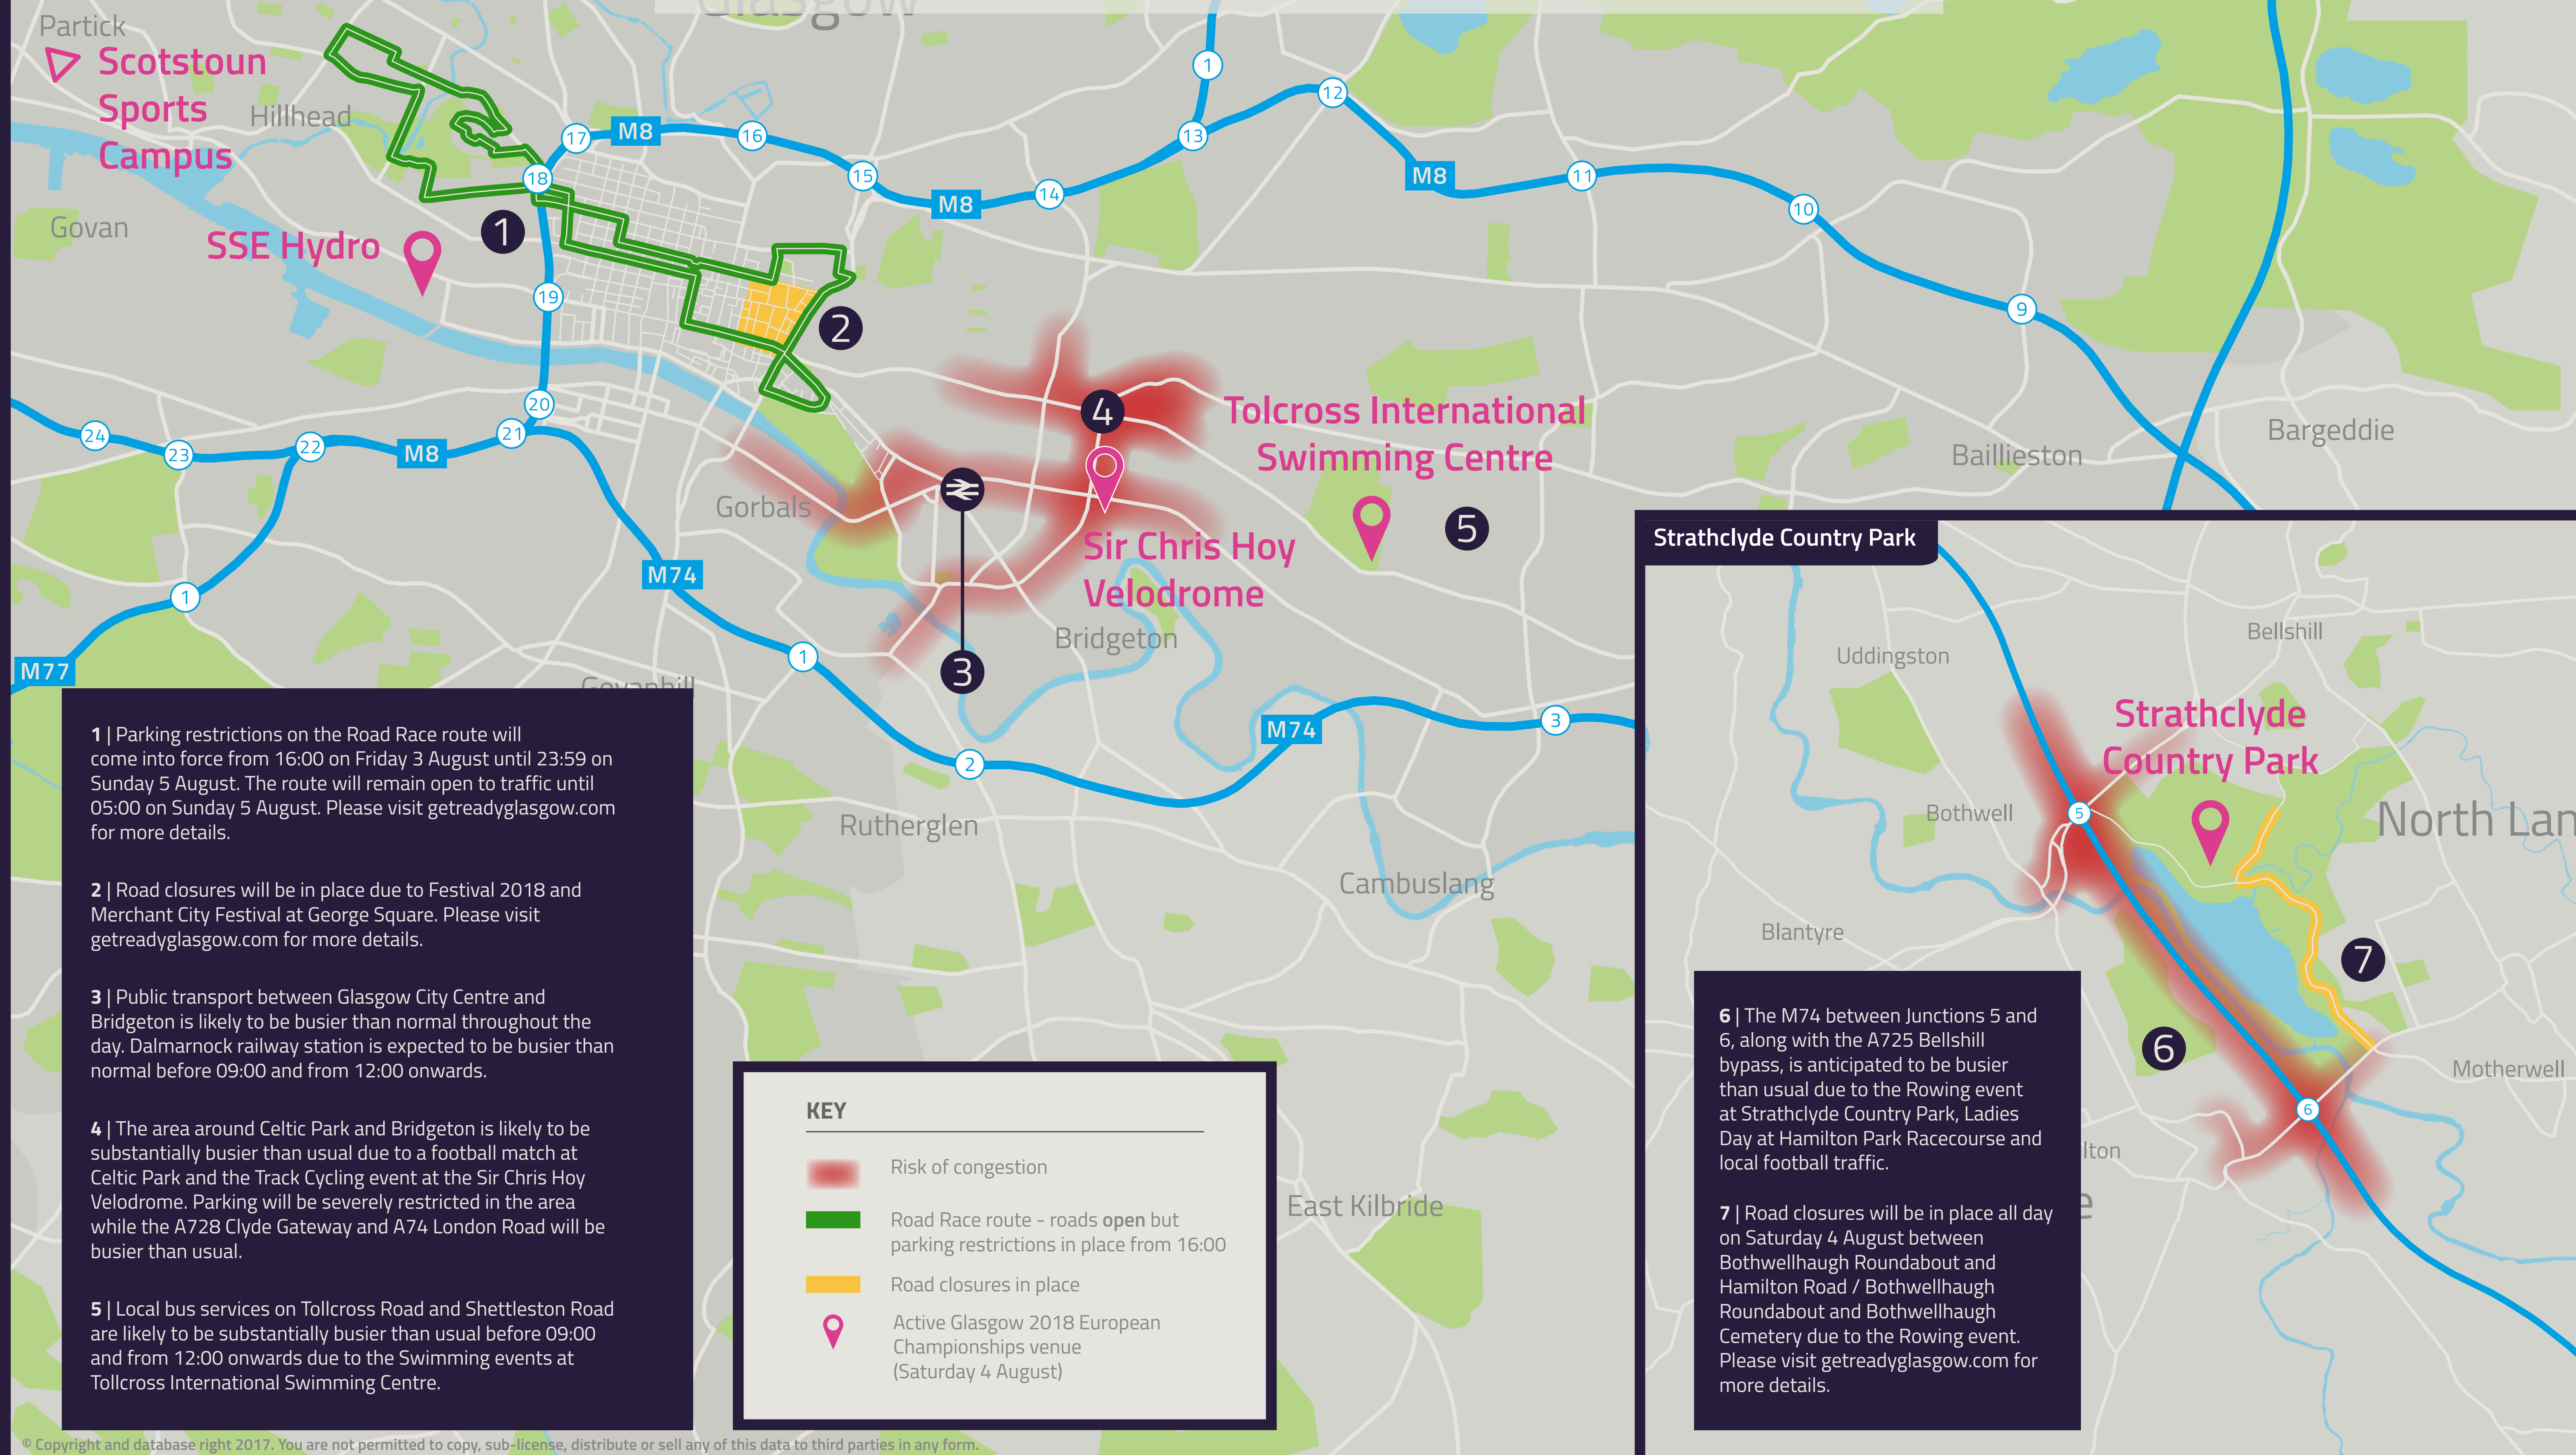 Glasgow
Partick
Scotstoun
Sports
Campus
Hillhead
Govan
SSE Hydro
1
18
17
M8
16
15
M8
14
13
1
12
M8
11
10
9
19
2
20
21
M8
22
23
24
4
Tolcross International
Swimming Centre
5
Sir Chris Hoy
Velodrome
Bridgeton
3
Gorbals
M74
1
M77
1
Govanhill
2
M74
3
Rutherglen
Cambuslang
East Kilbride
Baillieston
Bargeddie
1 | Parking restrictions on the Road Race route will
come into force from 16:00 on Friday 3 August until 23:59 on
Sunday 5 August. The route will remain open to traffic until
05:00 on Sunday 5 August. Please visit getreadyglasgow.com
for more details.
2 | Road closures will be in place due to Festival 2018 and
Merchant City Festival at George Square. Please visit
getreadyglasgow.com for more details.
3 | Public transport between Glasgow City Centre and
Bridgeton is likely to be busier than normal throughout the
day. Dalmarnock railway station is expected to be busier than
normal before 09:00 and from 12:00 onwards.
4 | The area around Celtic Park and Bridgeton is likely to be
substantially busier than usual due to a football match at
Celtic Park and the Track Cycling event at the Sir Chris Hoy
Velodrome. Parking will be severely restricted in the area
while the A728 Clyde Gateway and A74 London Road will be
busier than usual.
5 | Local bus services on Tollcross Road and Shettleston Road
are likely to be substantially busier than usual before 09:00
and from 12:00 onwards due to the Swimming events at
Tollcross International Swimming Centre.
KEY
Risk of congestion
Road Race route - roads open but
parking restrictions in place from 16:00
Road closures in place
Active Glasgow 2018 European
Championships venue
(Saturday 4 August)
Strathclyde Country Park
Uddingston
Bellshill
Strathclyde
Country Park
5
Bothwell
North Lan
Blantyre
7
6
Motherwell
6
lton
e
6 | The M74 between Junctions 5 and
6, along with the A725 Bellshill
bypass, is anticipated to be busier
than usual due to the Rowing event
at Strathclyde Country Park, Ladies
Day at Hamilton Park Racecourse and
local football traffic.
7 | Road closures will be in place all day
on Saturday 4 August between
Bothwellhaugh Roundabout and
Hamilton Road / Bothwellhaugh
Roundabout and Bothwellhaugh
Cemetery due to the Rowing event.
Please visit getreadyglasgow.com for
more details.
© Copyright and database right 2017. You are not permitted to copy, sub-license, distribute or sell any of this data to third parties in any form.